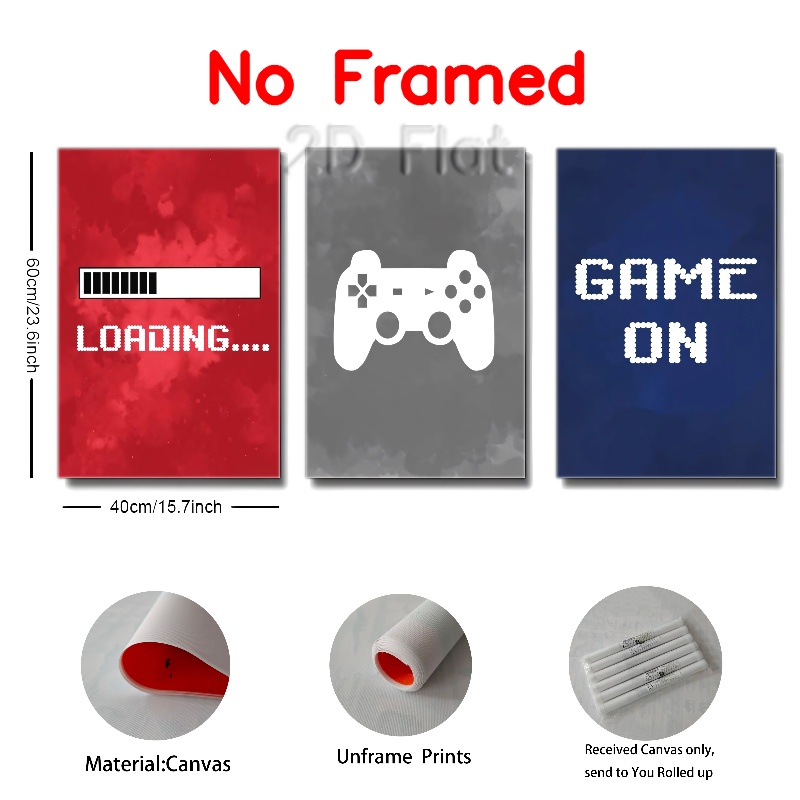 No Framed
2D Flat
60cm/23.6inch
LOADING....
GAME
ON
40cm/15.7inch
Material:Canvas
Unframe Prints
Received Canvas only,
send to You Rolled up